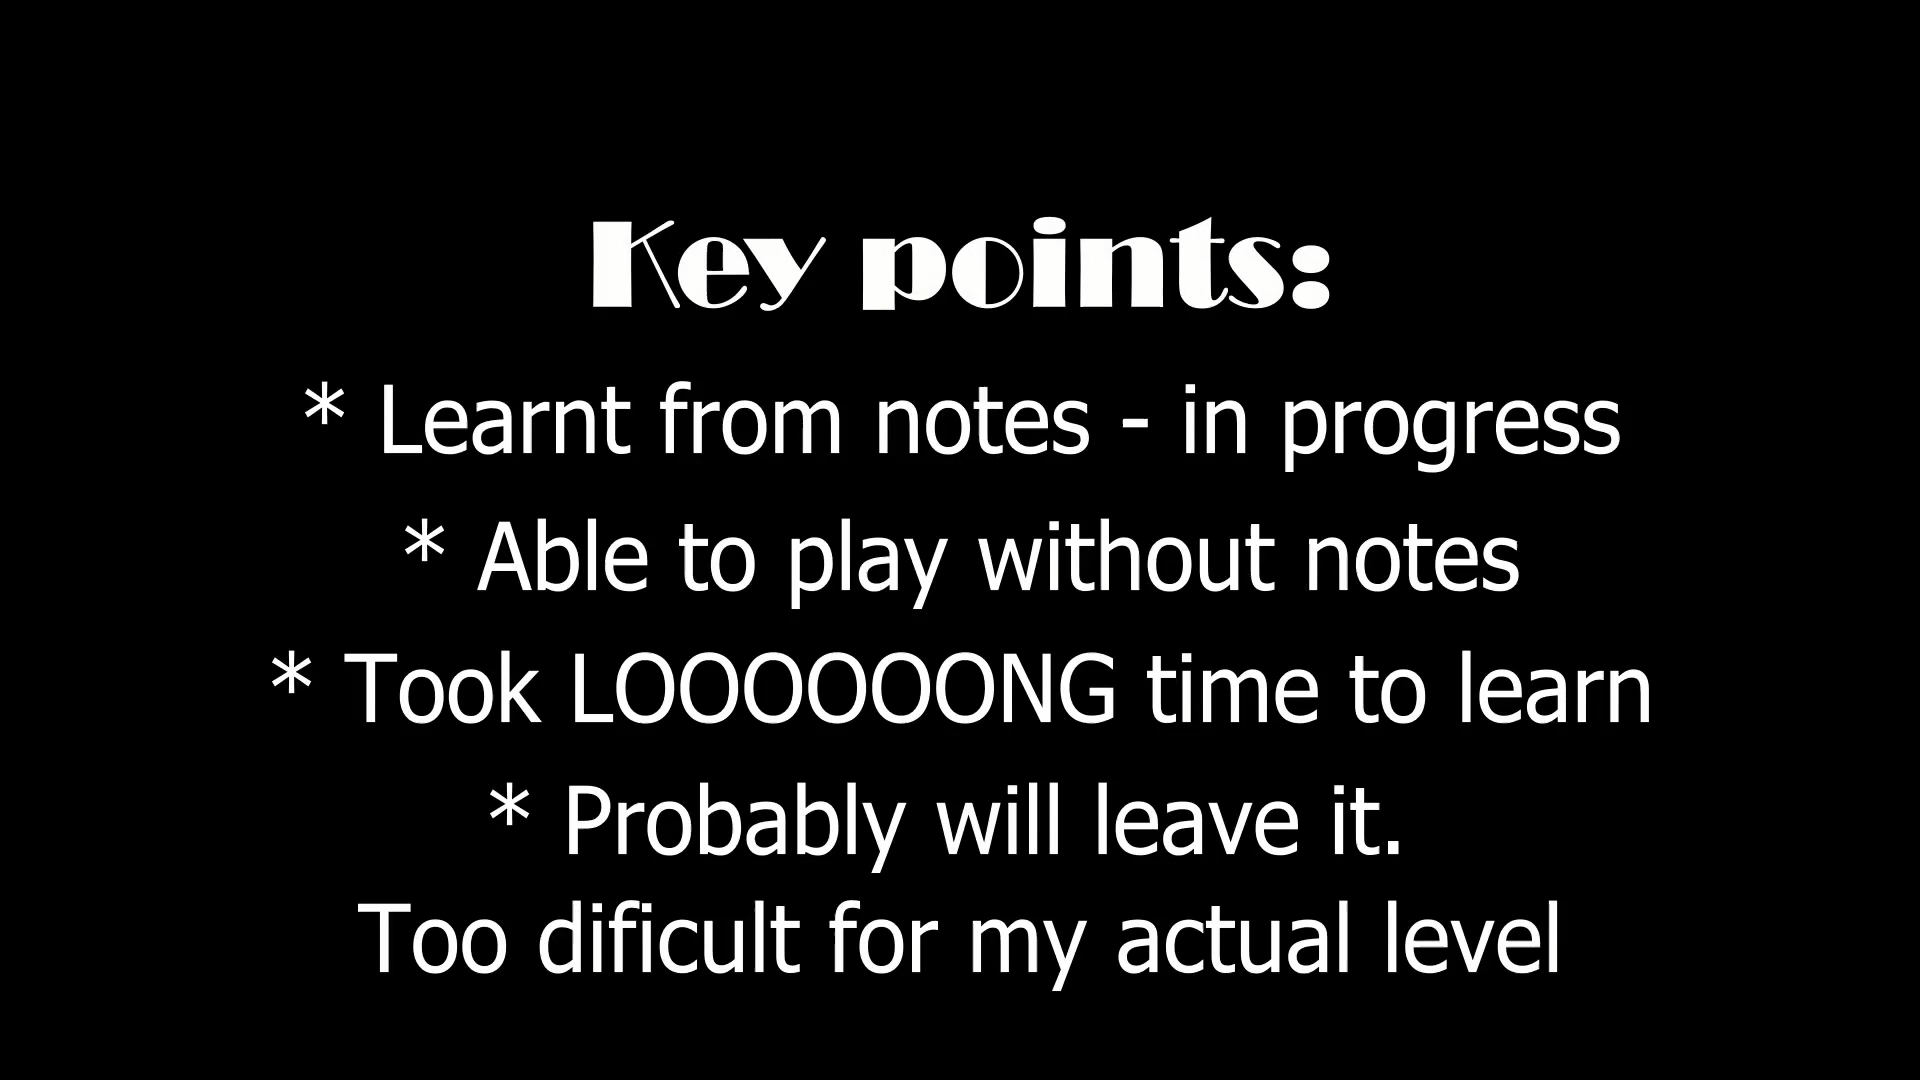 Key points:
* Learnt from notes - in progress
* Able to play without notes
* Took LOOOOOONG time to learn
* Probably will leave it.
Too dificult for my actual level